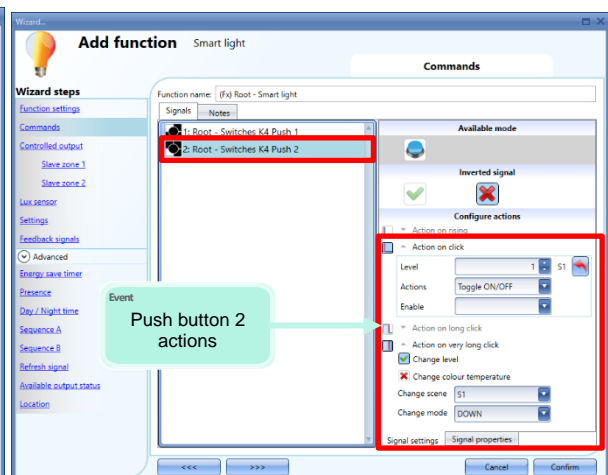 Wizard...
Add function Smart light
Commands
Wizard steps
Function settings
Commands
Controlled output
Slave zone 1
Slave zone 2
Lux sensor
Settings
Feedback signals
Advanced
Energy save timer
Presence
Day / Night time
Sequence A
Sequence B
Refresh signal
Available output status
Location
Function name: (Fx) Root - Smart light
Signals Notes
1: Root - Switches K4 Push 1
2: Root - Switches K4 Push 2
Available mode
Inverted signal
Configure actions
Action on rising
Action on click
Level 1 S1
Actions Toggle ON/OFF
Enable
Action on long click
Action on very long click
Change level
Change colour temperature
Change scene S1
Change mode DOWN
Signal settings Signal properties
Event
Push button 2
actions
<<< >>> Cancel Confirm